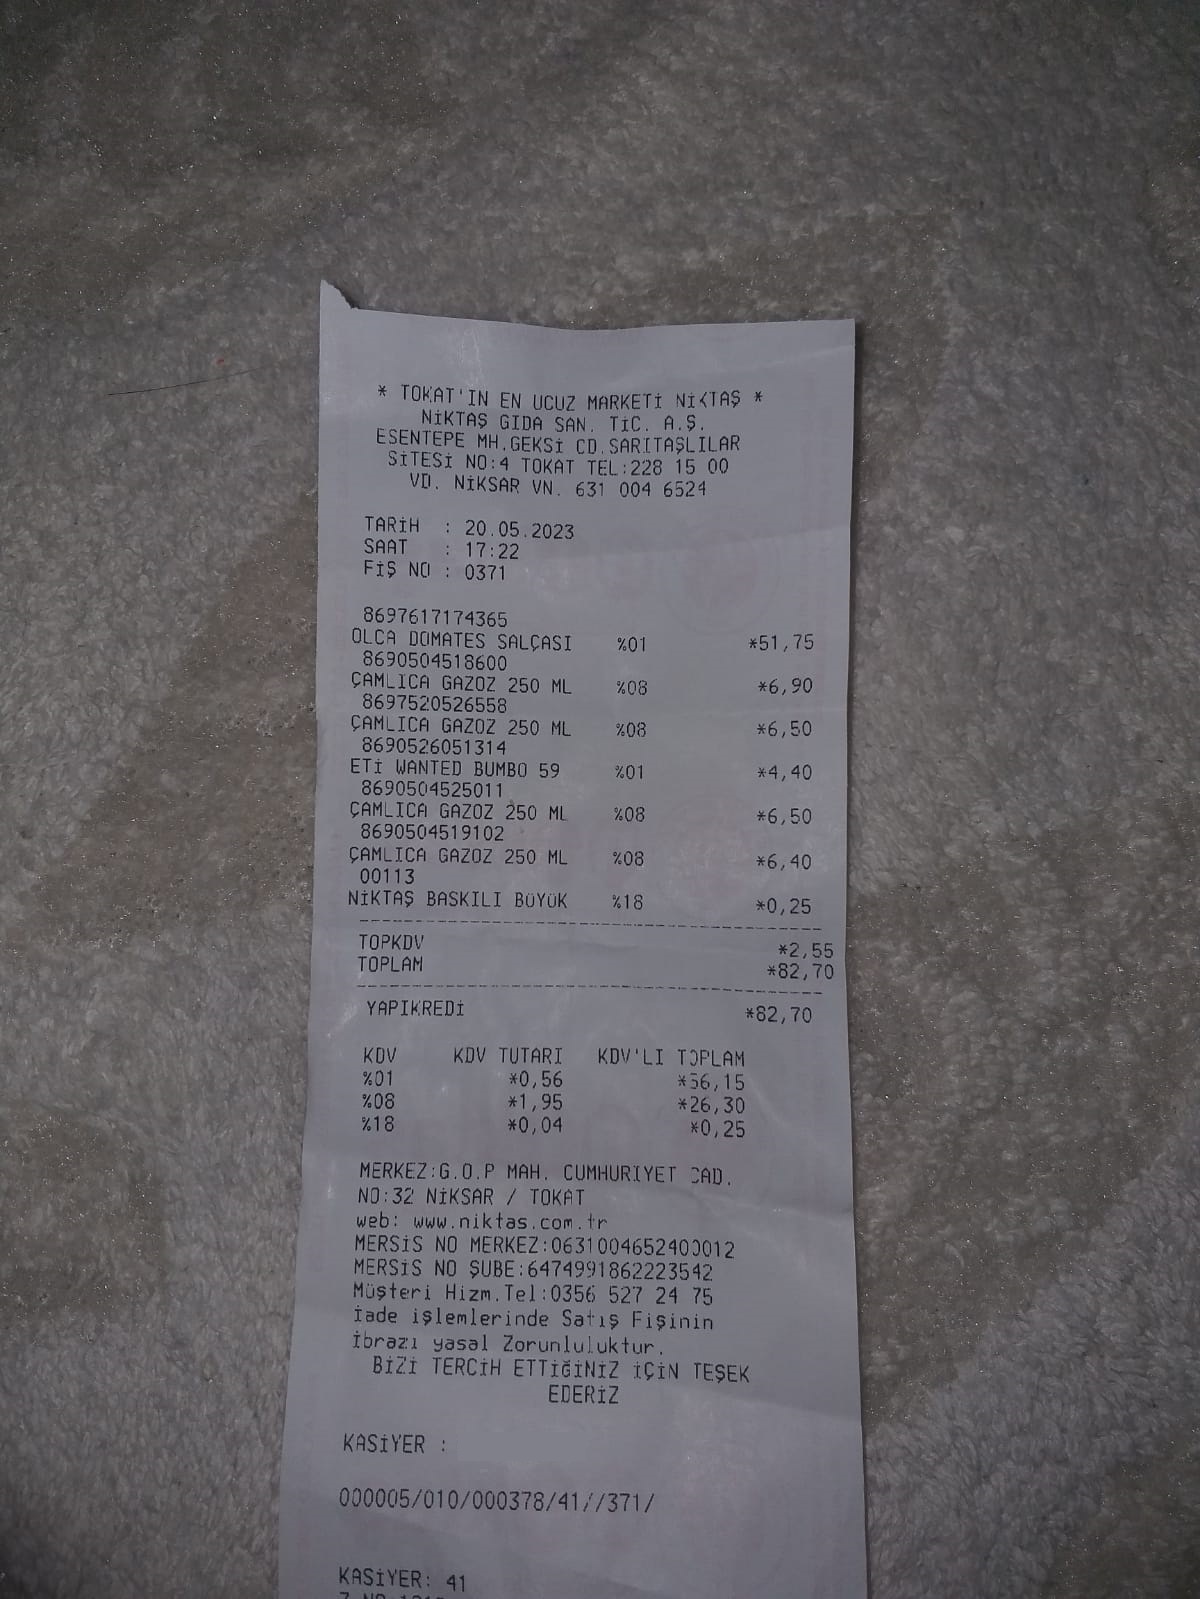 * TOKAT'IN EN UCUZ MARKETİ NİKTAŞ *
NİKTAŞ GIDA SAN. TİC. A.Ş.
ESENTEPE MH.GEKSİ CD.SARITAŞLILAR
SİTESİ NO:4 TOKAT TEL:228 15 00
VD. NİKSAR VN. 631 004 6524
TARİH : 20.05.2023
SAAT : 17:22
FİŞ NO : 0371
8697617174365
OLCA DOMATES SALÇASI %01 *51,75
8690504518600
ÇAMLICA GAZOZ 250 ML %08 *6,90
8697520526558
ÇAMLICA GAZOZ 250 ML %08 *6,50
8690526051314
ETİ WANTED BUMBO 59 %01 *4,40
8690504525011
ÇAMLICA GAZOZ 250 ML %08 *6,50
8690504519102
ÇAMLICA GAZOZ 250 ML %08 *6,40
00113
NİKTAŞ BASKILI BÜYÜK %18 *0,25
TOPKDV *2,55
TOPLAM *82,70
YAPIKREDİ *82,70
KDV KDV TUTARI KDV'LI TOPLAM
%01 *0,56 *56,15
%08 *1,95 *26,30
%18 *0,04 *0,25
MERKEZ:G.O.P MAH. CUMHURIYET CAD.
NO:32 NİKSAR / TOKAT
web: www.niktas.com.tr
MERSİS NO MERKEZ:0631004652400012
MERSİS NO ŞUBE:6474991862223542
Müşteri Hizm.Tel:0356 527 24 75
İade işlemlerinde Satış Fişinin
İbrazı yasal Zorunluluktur.
BİZİ TERCİH ETTİĞİNİZ İÇİN TEŞEK
EDERİZ
KASİYER :
000005/010/000378/41//371/
KASİYER: 41